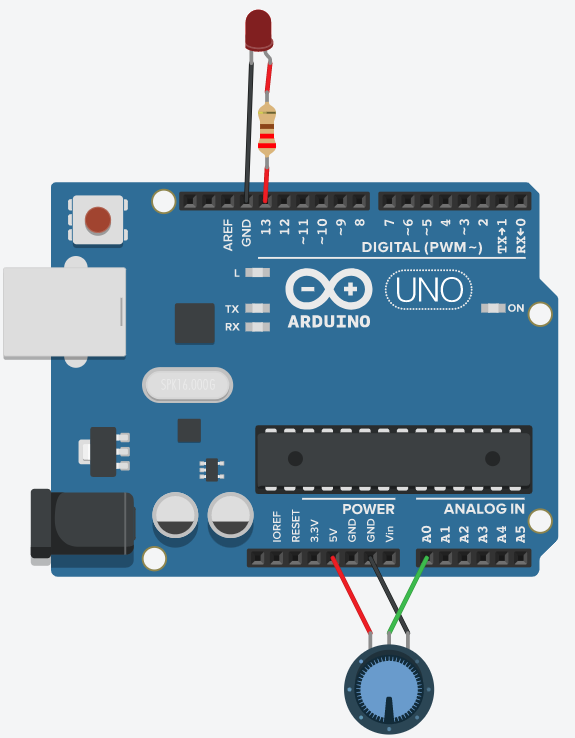 AREF
GND
13
12
~11
~10
~9
8
7
~6
~5
4
~3
2
TX→1
RX←0
DIGITAL (PWM~)
L
TX
RX
UNO
ARDUINO
ON
SPK16.000G
POWER
ANALOG IN
IOREF
RESET
3.3V
5V
GND
GND
Vin
A0
A1
A2
A3
A4
A5